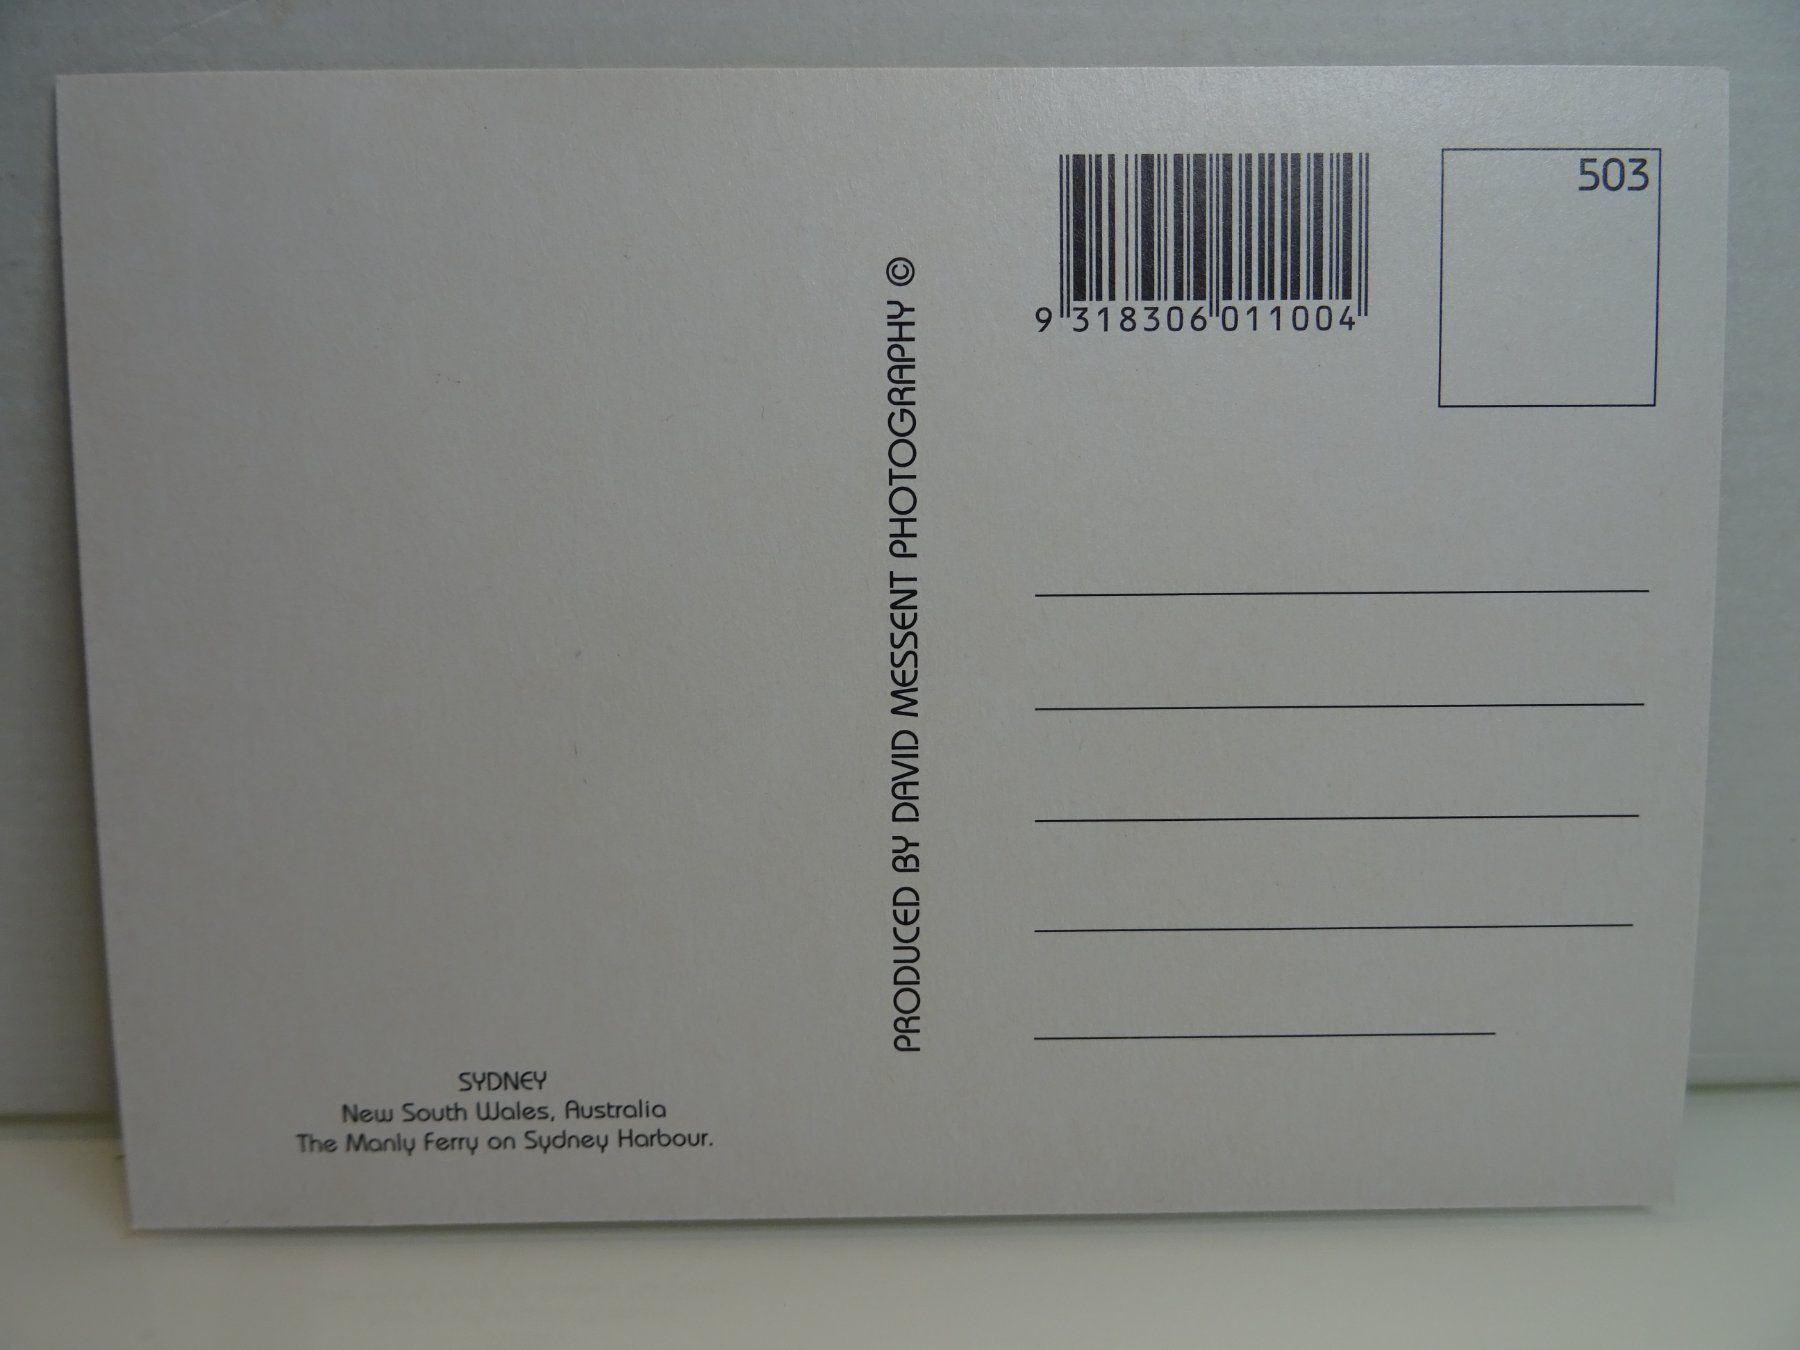 SYDNEY
New South Wales, Australia
The Manly Ferry on Sydney Harbour.
PRODUCED BY DAVID MESSENT PHOTOGRAPHY ©
9 318306 011004
503